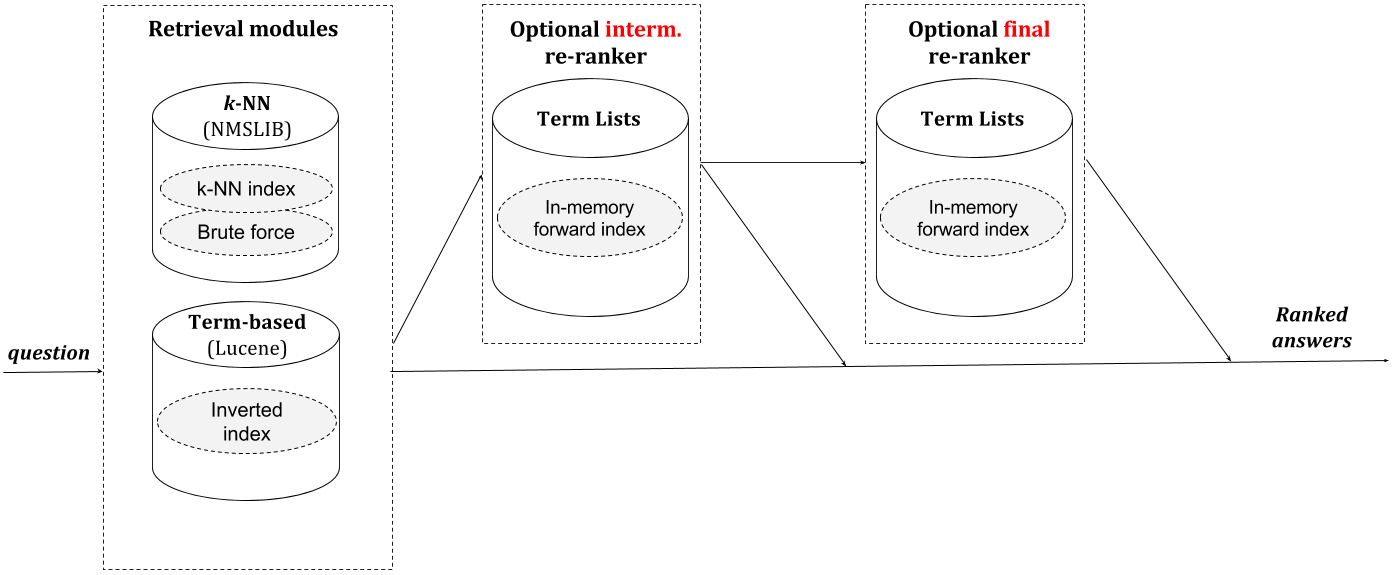 Retrieval modules
k-NN
(NMSLIB)
k-NN index
Brute force
Term-based
(Lucene)
Inverted
index
question
Optional interm.
re-ranker
Term Lists
In-memory
forward index
Optional final
re-ranker
Term Lists
In-memory
forward index
Ranked
answers